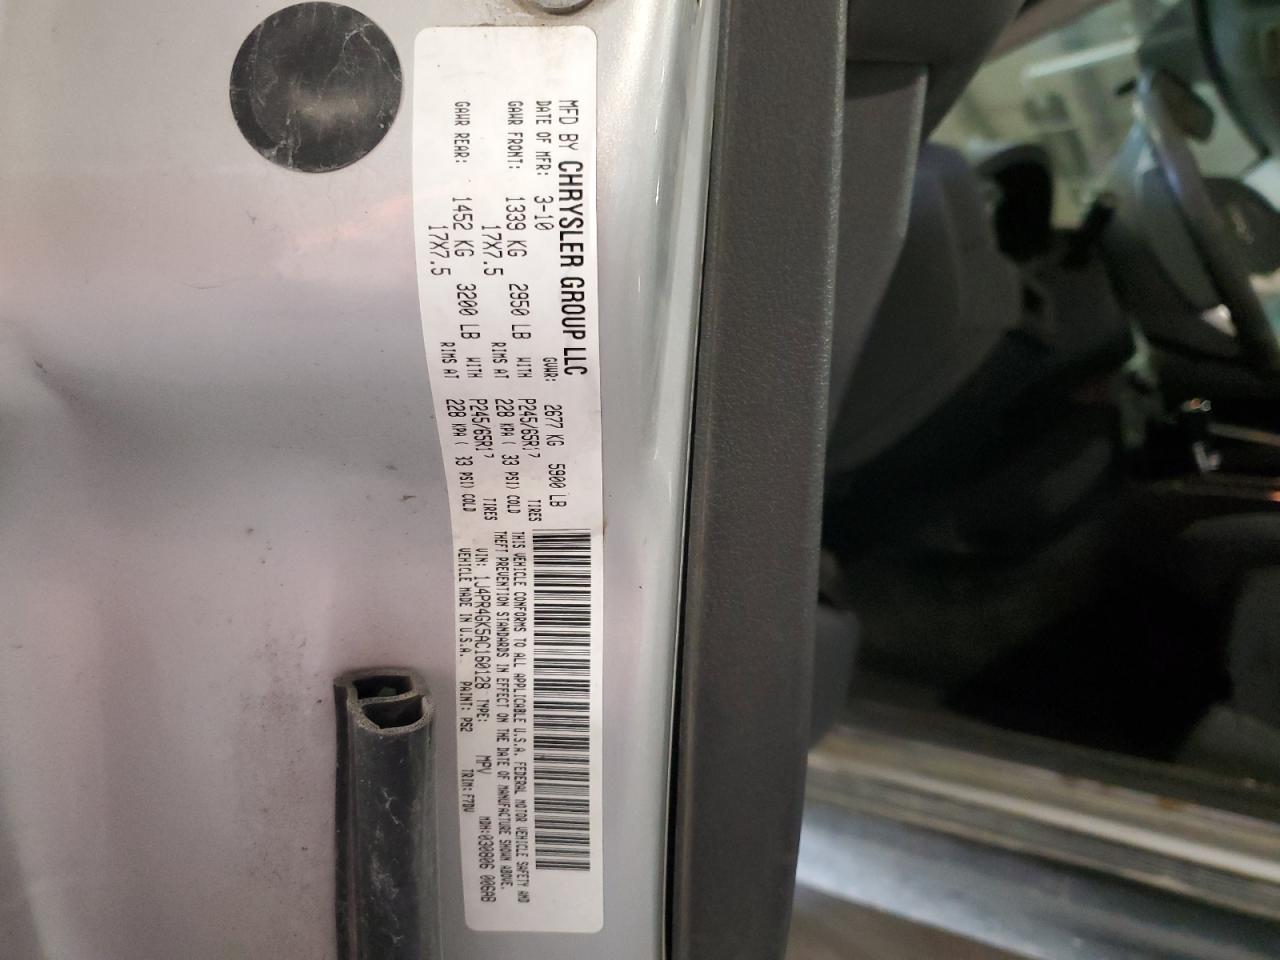 MFD BY CHRYSLER GROUP LLC
DATE OF MFR: 3-10 GVWR: 2677 KG 5900 LB
GAWR FRONT: 1339 KG 2950 LB WITH P245/65R17 TIRES
17X7.5 RIMS AT 228 KPA ( 33 PSI) COLD
GAWR REAR: 1452 KG 3200 LB WITH P245/65R17 TIRES
17X7.5 RIMS AT 228 KPA ( 33 PSI) COLD
THIS VEHICLE CONFORMS TO ALL APPLICABLE U.S.A. FEDERAL MOTOR VEHICLE SAFETY AND
THEFT PREVENTION STANDARDS IN EFFECT ON THE DATE OF MANUFACTURE SHOWN ABOVE.
VIN: 1J4PR4GK5AC160128 TYPE: MPV MDH:030806 006AB
VEHICLE MADE IN U.S.A. PAINT: PS2 TRIM: F7DV